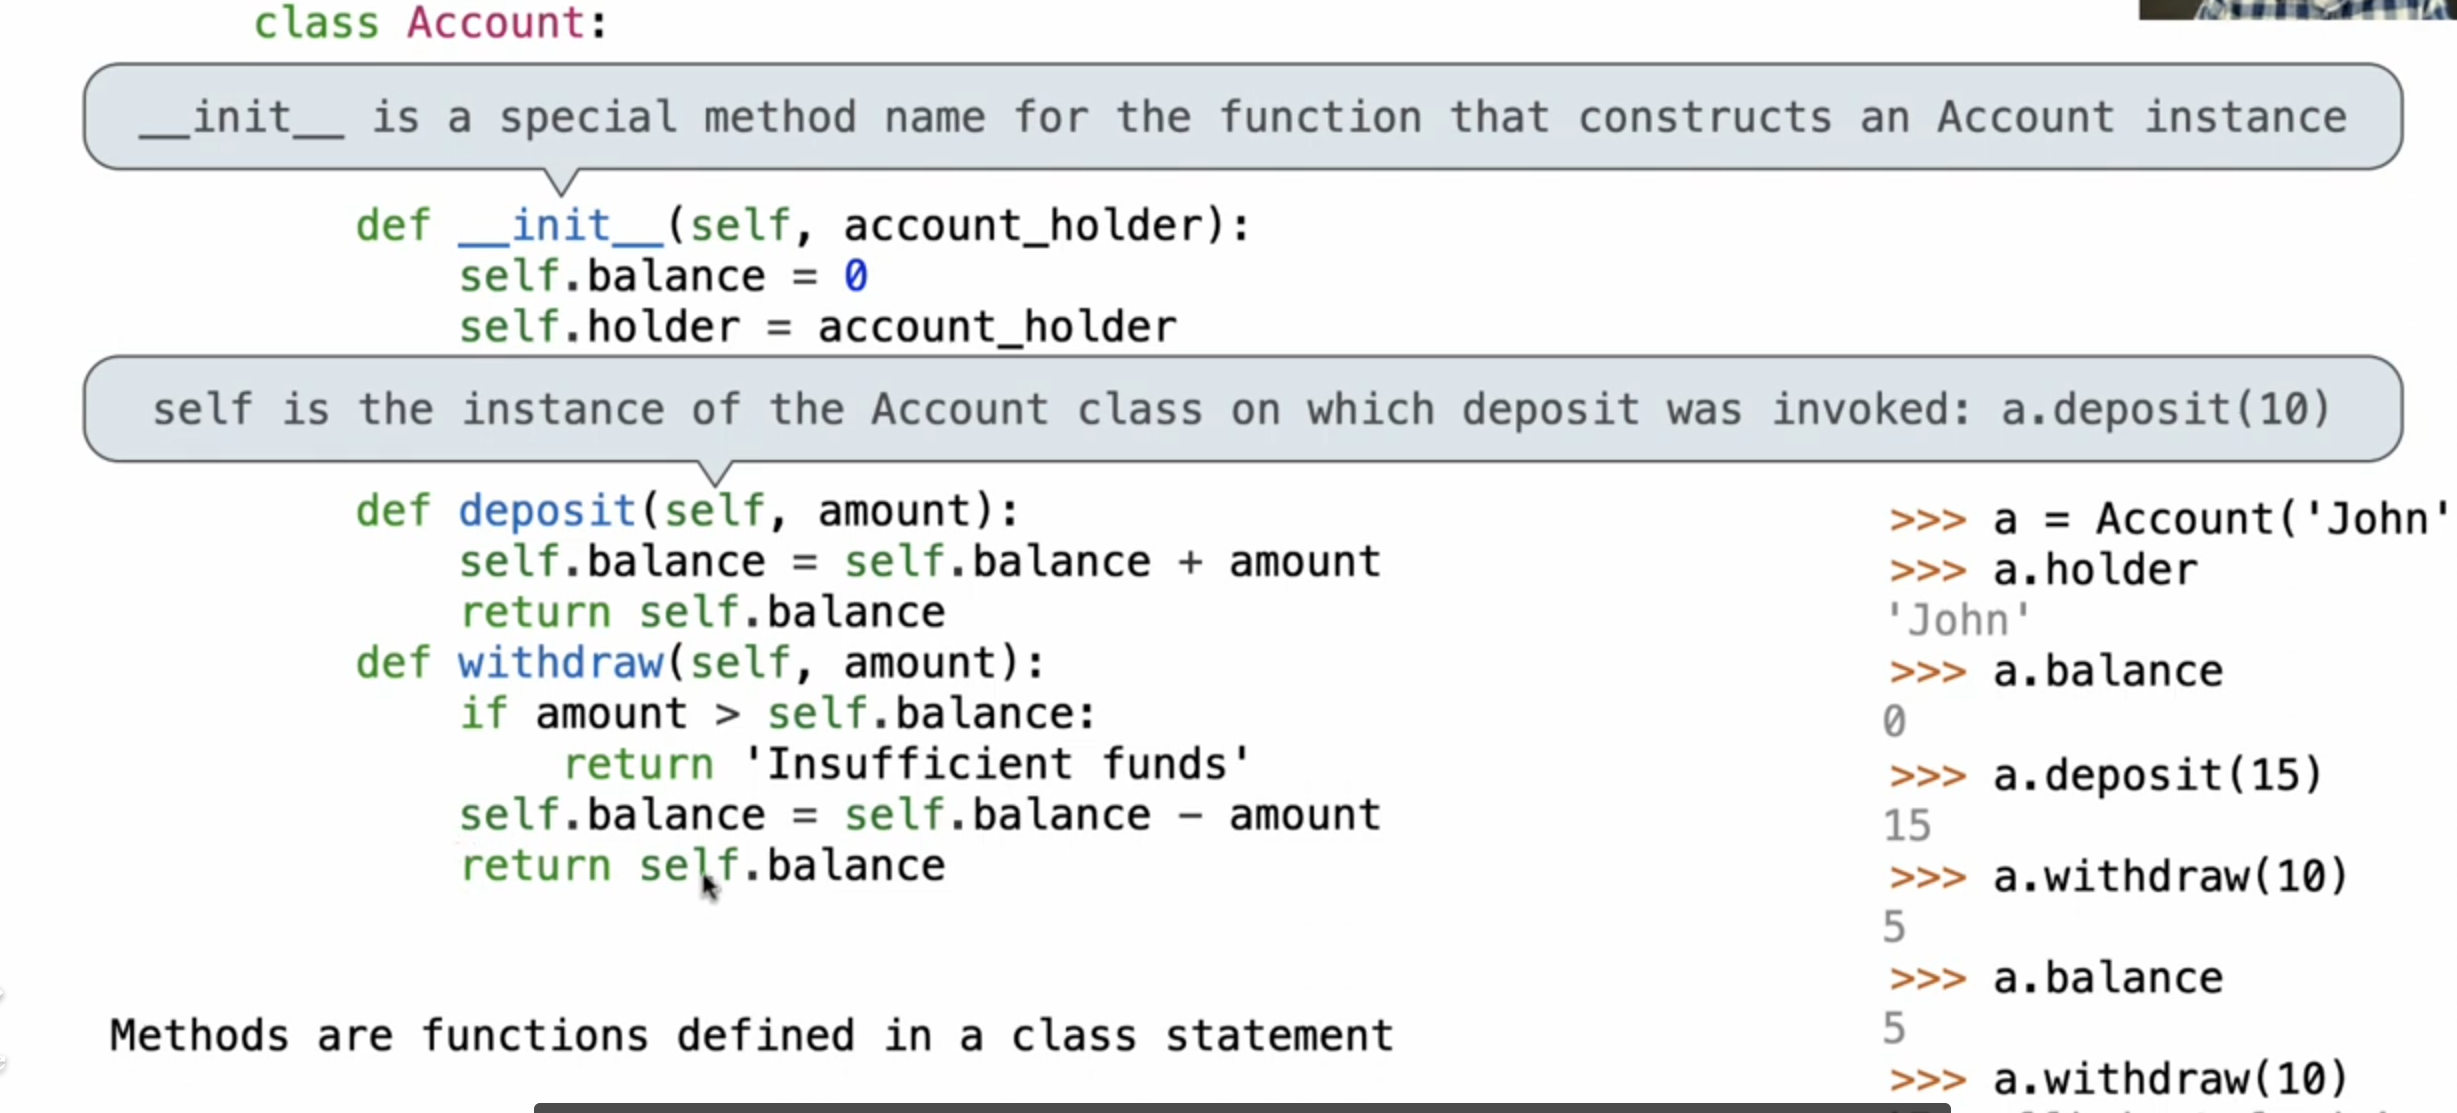 class Account:
__init__ is a special method name for the function that constructs an Account instance
def __init__(self, account_holder):
self.balance = 0
self.holder = account_holder
self is the instance of the Account class on which deposit was invoked: a.deposit(10)
def deposit(self, amount):
self.balance = self.balance + amount
return self.balance
def withdraw(self, amount):
if amount > self.balance:
return 'Insufficient funds'
self.balance = self.balance - amount
return self.balance
Methods are functions defined in a class statement
>>> a = Account('John'
>>> a.holder
'John'
>>> a.balance
0
>>> a.deposit(15)
15
>>> a.withdraw(10)
5
>>> a.balance
5
>>> a.withdraw(10)